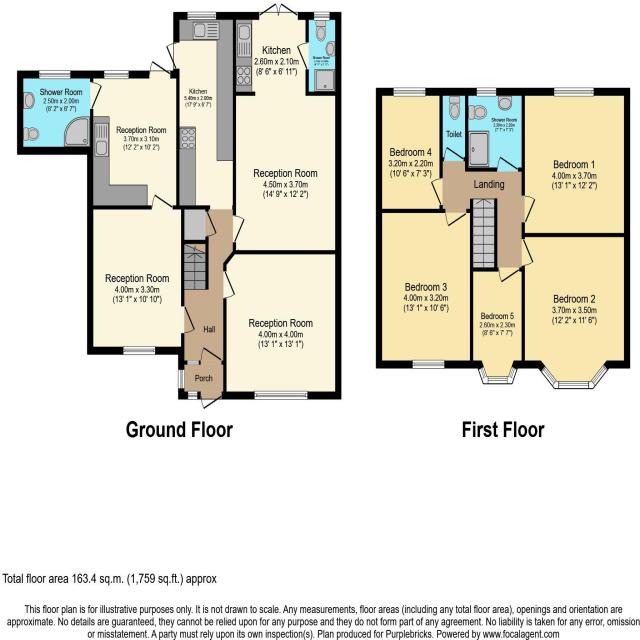 Kitchen
2.60m x 2.10m
(8' 6" x 6' 11")
Shower Room
2.50m x 2.00m
(8' 2" x 6' 7")
Kitchen
5.40m x 2.00m
(17' 9" x 6' 7")
Reception Room
3.70m x 3.10m
(12' 2" x 10' 2")
Reception Room
4.50m x 3.70m
(14' 9" x 12' 2")
Reception Room
4.00m x 3.30m
(13' 1" x 10' 10")
Hall
Reception Room
4.00m x 4.00m
(13' 1" x 13' 1")
Porch
Ground Floor
Bedroom 4
3.20m x 2.20m
(10' 6" x 7' 3")
Toilet
Shower Room
Bedroom 1
4.00m x 3.70m
(13' 1" x 12' 2")
Landing
Bedroom 3
4.00m x 3.20m
(13' 1" x 10' 6")
Bedroom 5
2.60m x 2.30m
(8' 6" x 7' 7")
Bedroom 2
3.70m x 3.50m
(12' 2" x 11' 6")
First Floor
Total floor area 163.4 sq.m. (1,759 sq.ft.) approx
This floor plan is for illustrative purposes only. It is not drawn to scale. Any measurements, floor areas (including any total floor area), openings and orientation are
approximate. No details are guaranteed, they cannot be relied upon for any purpose and they do not form part of any agreement. No liability is taken for any error, omission
or misstatement. A party must rely upon its own inspection(s). Plan produced for Purplebricks. Powered by www.focalagent.com